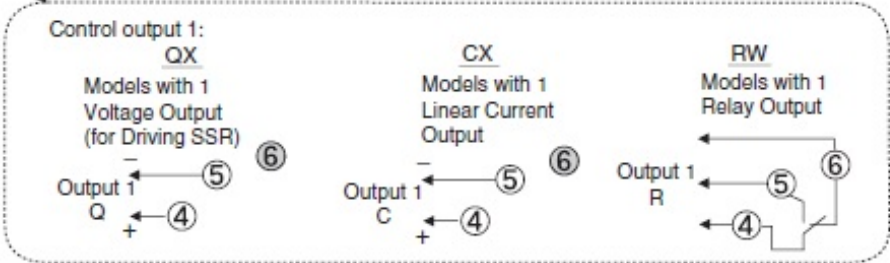 Control output 1:
QX
Models with 1
Voltage Output
(for Driving SSR)
−
⑤
⑥
Output 1
Q
④
+
CX
Models with 1
Linear Current
Output
−
⑤
⑥
Output 1
C
④
+
RW
Models with 1
Relay Output
⑥
Output 1
R
⑤
④